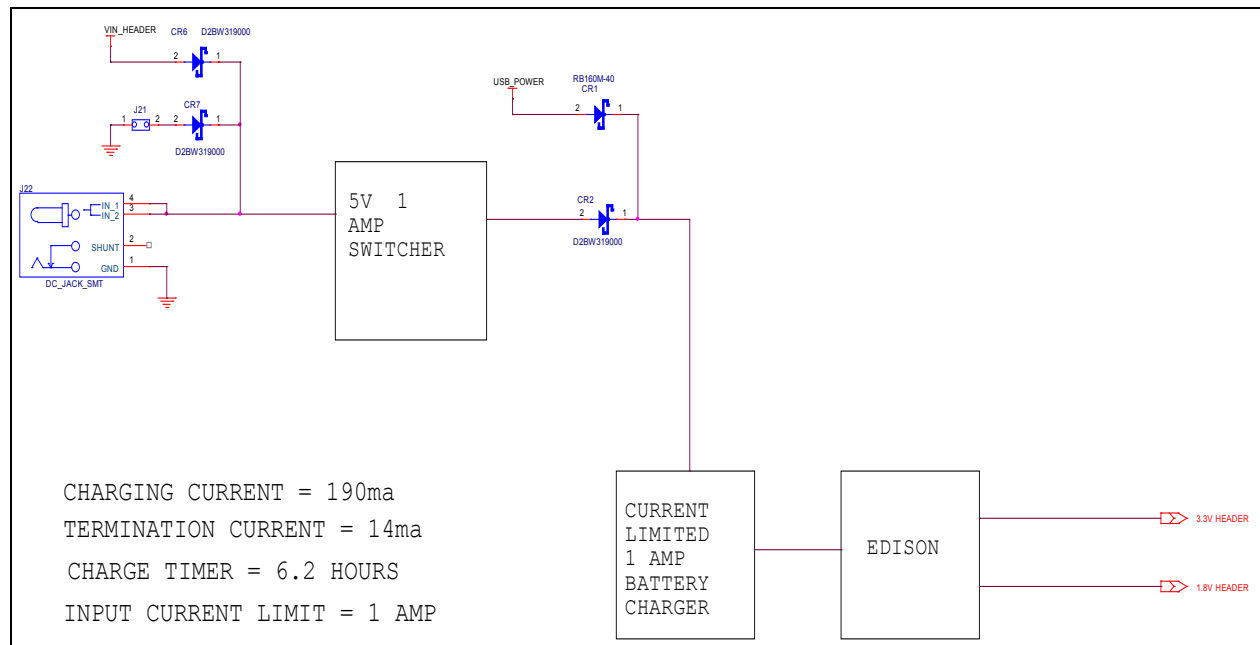 VIN_HEADER
CR6 D2BW319000
2 1
USB_POWER
RB160M-40
CR1
2 1
J21
1 2
CR7
2 1
D2BW319000
J22
IN_1 4
IN_2 3
SHUNT 2
GND 1
DC_JACK_SMT
5V 1
AMP
SWITCHER
CR2
2 1
D2BW319000
CHARGING CURRENT = 190ma
TERMINATION CURRENT = 14ma
CHARGE TIMER = 6.2 HOURS
INPUT CURRENT LIMIT = 1 AMP
CURRENT
LIMITED
1 AMP
BATTERY
CHARGER
EDISON
3.3V HEADER
1.8V HEADER